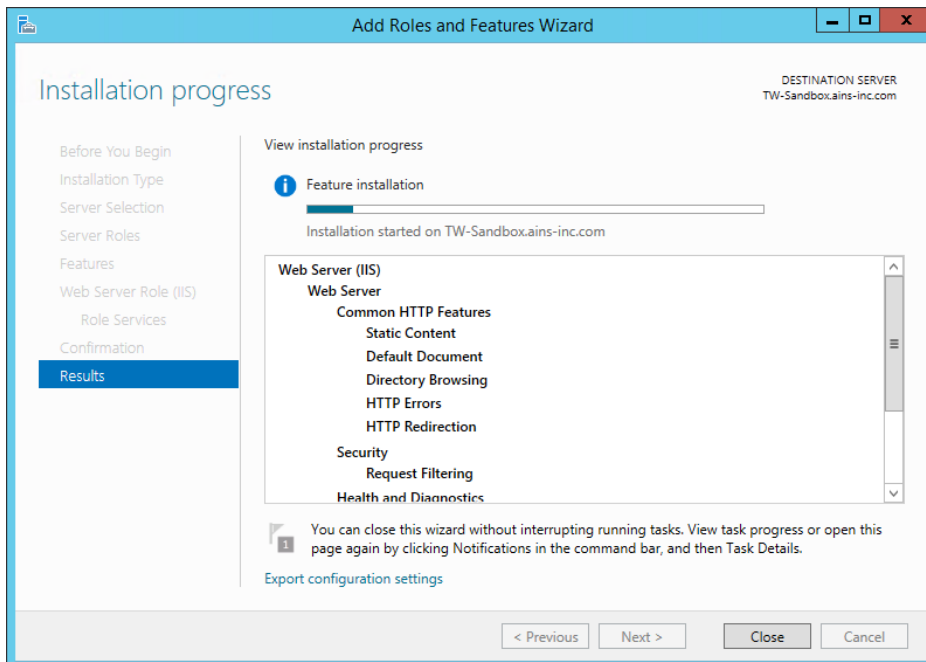 Add Roles and Features Wizard
Installation progress
DESTINATION SERVER
TW-Sandbox.ains-inc.com
Before You Begin
Installation Type
Server Selection
Server Roles
Features
Web Server Role (IIS)
Role Services
Confirmation
Results
View installation progress
Feature installation
Installation started on TW-Sandbox.ains-inc.com
Web Server (IIS)
Web Server
Common HTTP Features
Static Content
Default Document
Directory Browsing
HTTP Errors
HTTP Redirection
Security
Request Filtering
Health and Diagnostics
1
You can close this wizard without interrupting running tasks. View task progress or open this
page again by clicking Notifications in the command bar, and then Task Details.
Export configuration settings
< Previous
Next >
Close
Cancel